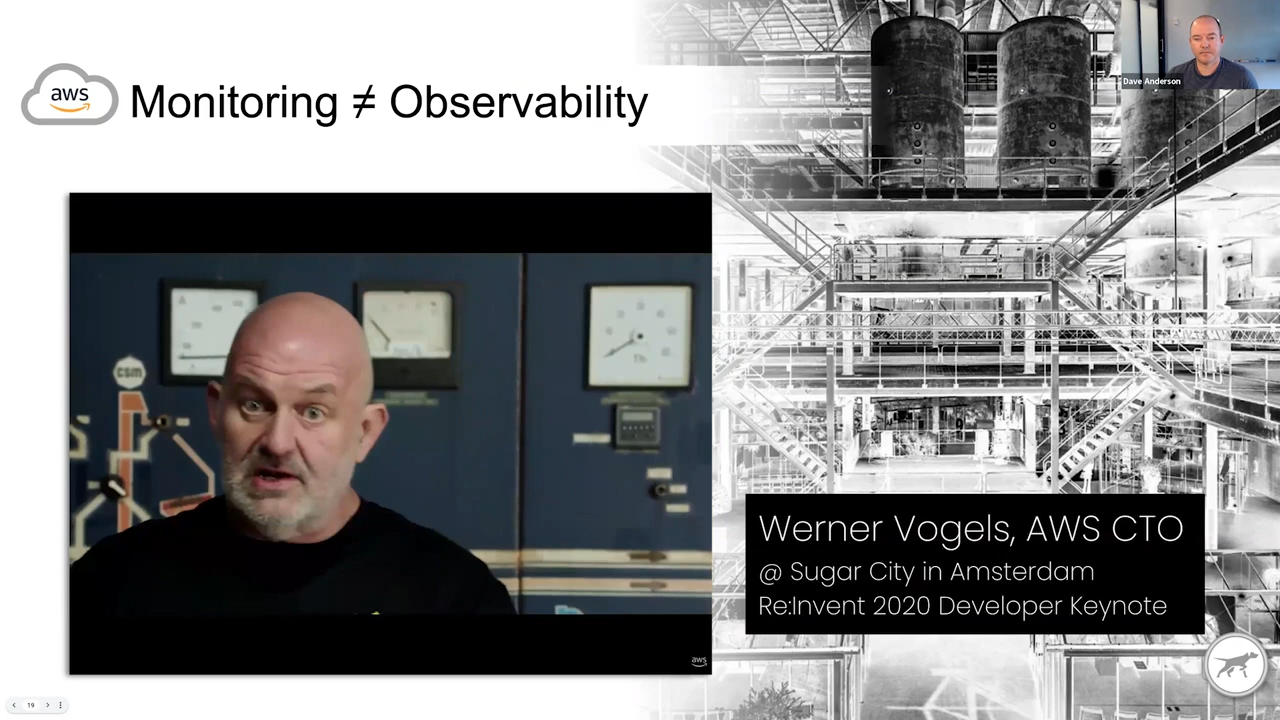 aws
Monitoring ≠ Observability
Dave Anderson
csm
Th
Werner Vogels, AWS CTO
@ Sugar City in Amsterdam
Re:Invent 2020 Developer Keynote
aws
19